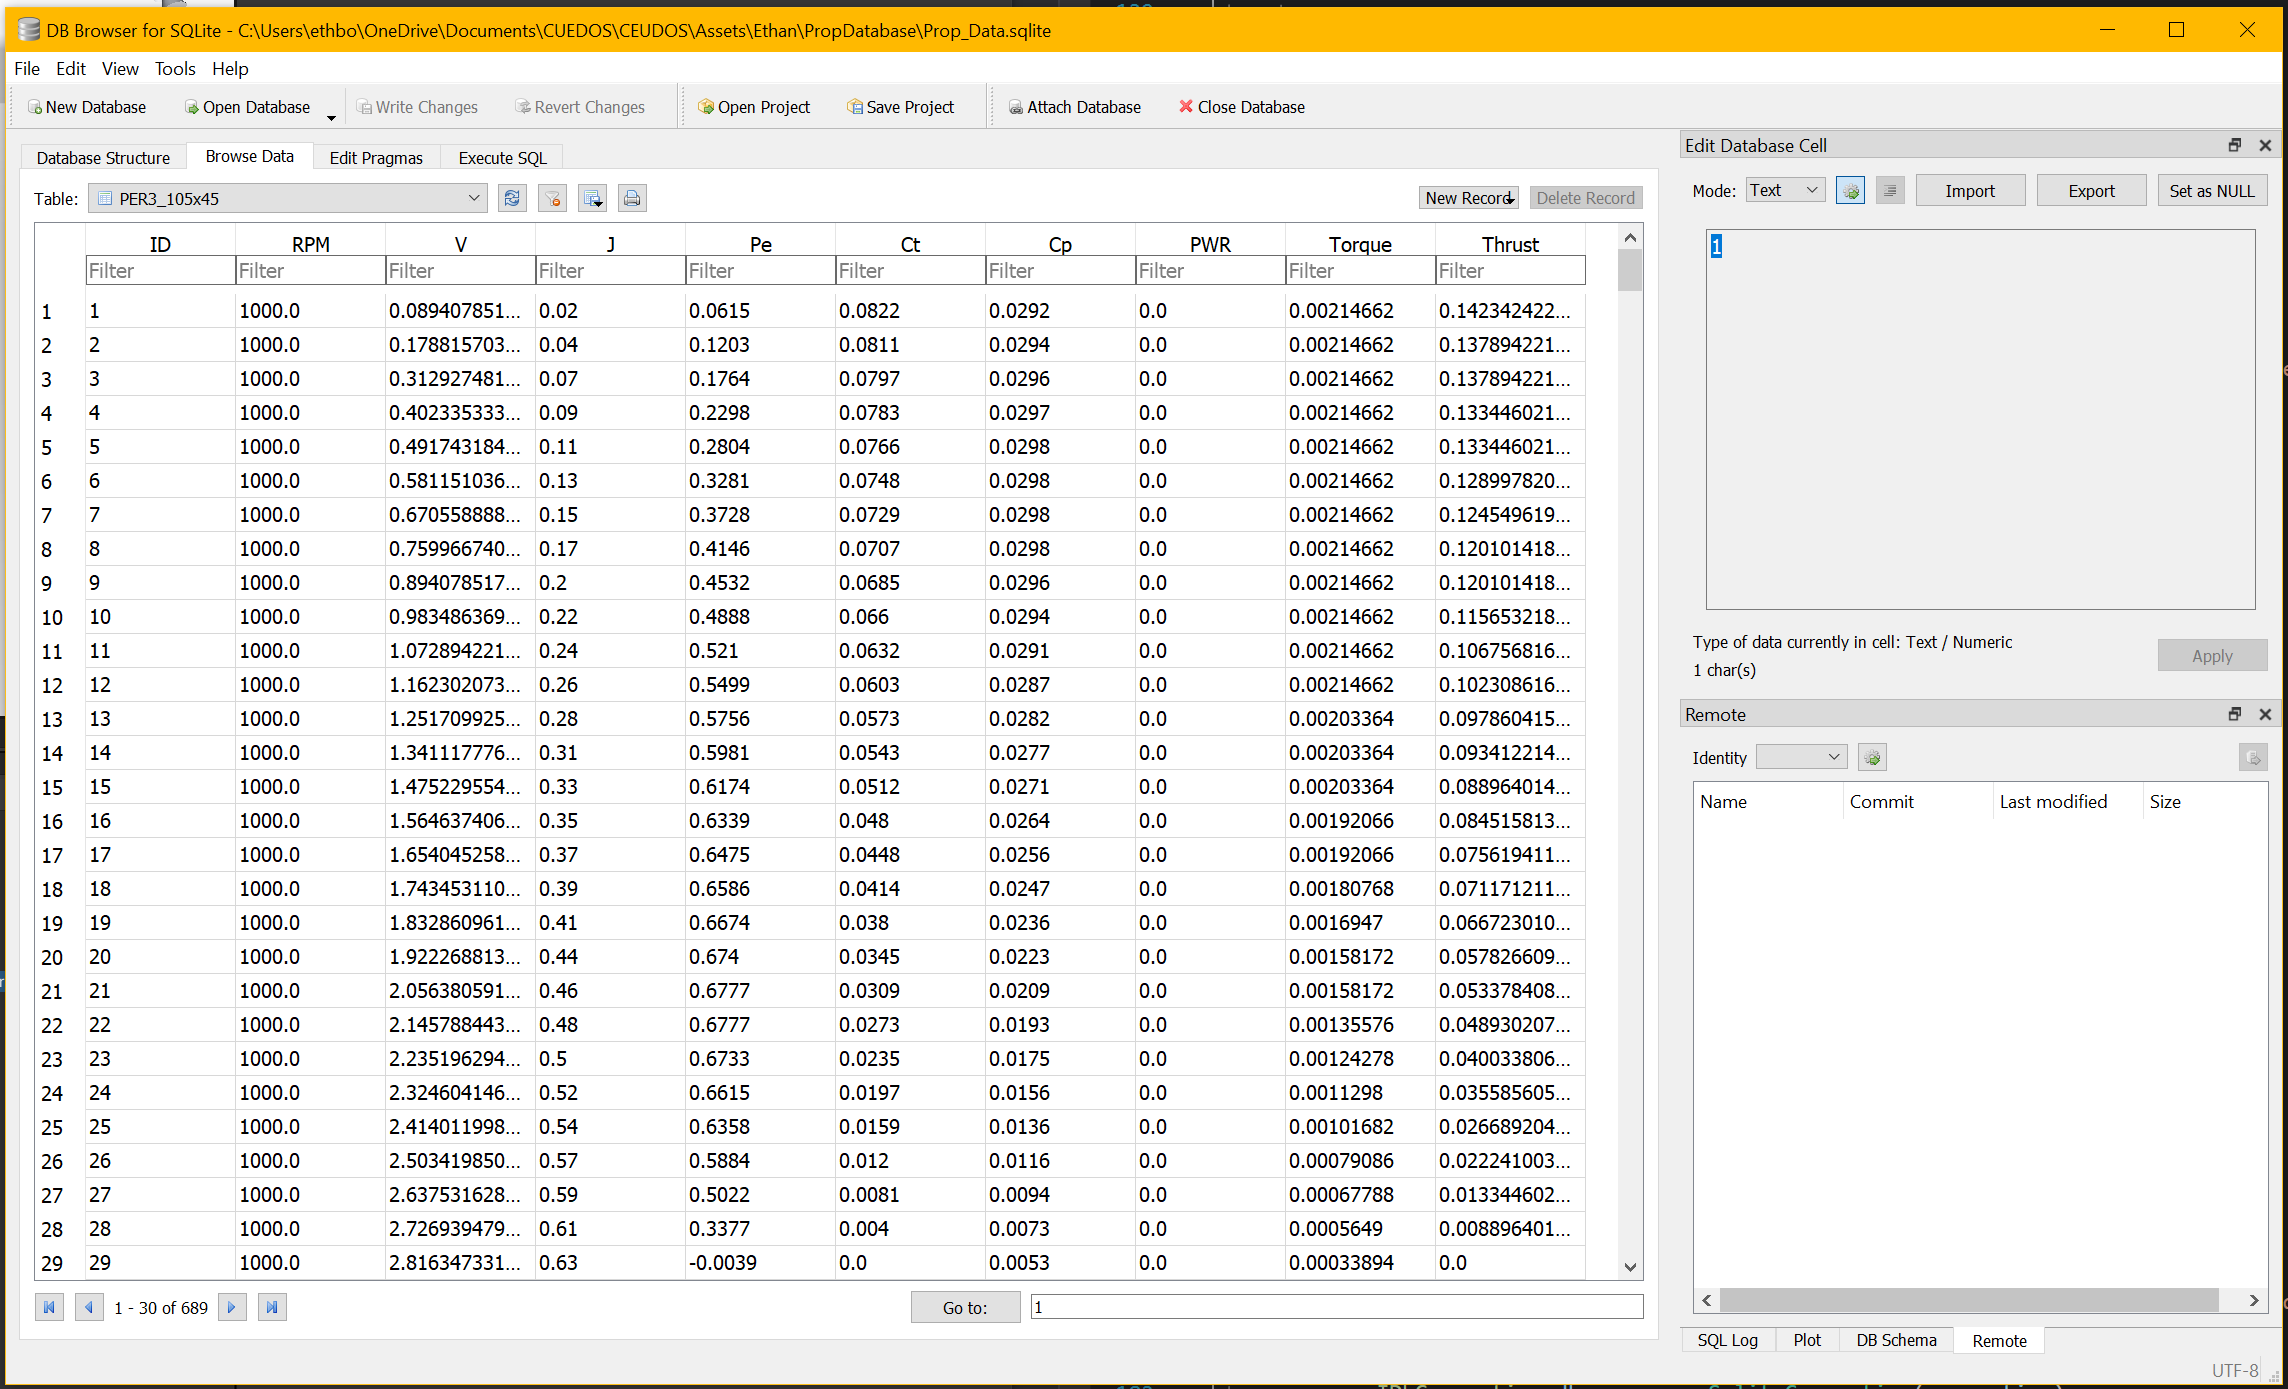 DB Browser for SQLite - C:\Users\ethbo\OneDrive\Documents\CUEDOS\CEUDOS\Assets\Ethan\PropDatabase\Prop_Data.sqlite
File Edit View Tools Help
New Database Open Database Write Changes Revert Changes Open Project Save Project Attach Database Close Database
Database Structure Browse Data Edit Pragmas Execute SQL
Table: PER3_105x45 New Record Delete Record
ID RPM V J Pe Ct Cp PWR Torque Thrust
Filter Filter Filter Filter Filter Filter Filter Filter Filter Filter
1 1 1000.0 0.089407851... 0.02 0.0615 0.0822 0.0292 0.0 0.00214662 0.142342422...
2 2 1000.0 0.178815703... 0.04 0.1203 0.0811 0.0294 0.0 0.00214662 0.137894221...
3 3 1000.0 0.312927481... 0.07 0.1764 0.0797 0.0296 0.0 0.00214662 0.137894221...
4 4 1000.0 0.402335333... 0.09 0.2298 0.0783 0.0297 0.0 0.00214662 0.133446021...
5 5 1000.0 0.491743184... 0.11 0.2804 0.0766 0.0298 0.0 0.00214662 0.133446021...
6 6 1000.0 0.581151036... 0.13 0.3281 0.0748 0.0298 0.0 0.00214662 0.128997820...
7 7 1000.0 0.670558888... 0.15 0.3728 0.0729 0.0298 0.0 0.00214662 0.124549619...
8 8 1000.0 0.759966740... 0.17 0.4146 0.0707 0.0298 0.0 0.00214662 0.120101418...
9 9 1000.0 0.894078517... 0.2 0.4532 0.0685 0.0296 0.0 0.00214662 0.120101418...
10 10 1000.0 0.983486369... 0.22 0.4888 0.066 0.0294 0.0 0.00214662 0.115653218...
11 11 1000.0 1.072894221... 0.24 0.521 0.0632 0.0291 0.0 0.00214662 0.106756816...
12 12 1000.0 1.162302073... 0.26 0.5499 0.0603 0.0287 0.0 0.00214662 0.102308616...
13 13 1000.0 1.251709925... 0.28 0.5756 0.0573 0.0282 0.0 0.00203364 0.097860415...
14 14 1000.0 1.341117776... 0.31 0.5981 0.0543 0.0277 0.0 0.00203364 0.093412214...
15 15 1000.0 1.475229554... 0.33 0.6174 0.0512 0.0271 0.0 0.00203364 0.088964014...
16 16 1000.0 1.564637406... 0.35 0.6339 0.048 0.0264 0.0 0.00192066 0.084515813...
17 17 1000.0 1.654045258... 0.37 0.6475 0.0448 0.0256 0.0 0.00192066 0.075619411...
18 18 1000.0 1.743453110... 0.39 0.6586 0.0414 0.0247 0.0 0.00180768 0.071171211...
19 19 1000.0 1.832860961... 0.41 0.6674 0.038 0.0236 0.0 0.0016947 0.066723010...
20 20 1000.0 1.922268813... 0.44 0.674 0.0345 0.0223 0.0 0.00158172 0.057826609...
21 21 1000.0 2.056380591... 0.46 0.6777 0.0309 0.0209 0.0 0.00158172 0.053378408...
22 22 1000.0 2.145788443... 0.48 0.6777 0.0273 0.0193 0.0 0.00135576 0.048930207...
23 23 1000.0 2.235196294... 0.5 0.6733 0.0235 0.0175 0.0 0.00124278 0.040033806...
24 24 1000.0 2.324604146... 0.52 0.6615 0.0197 0.0156 0.0 0.0011298 0.035585605...
25 25 1000.0 2.414011998... 0.54 0.6358 0.0159 0.0136 0.0 0.00101682 0.026689204...
26 26 1000.0 2.503419850... 0.57 0.5884 0.012 0.0116 0.0 0.00079086 0.022241003...
27 27 1000.0 2.637531628... 0.59 0.5022 0.0081 0.0094 0.0 0.00067788 0.013344602...
28 28 1000.0 2.726939479... 0.61 0.3377 0.004 0.0073 0.0 0.0005649 0.008896401...
29 29 1000.0 2.816347331... 0.63 -0.0039 0.0 0.0053 0.0 0.00033894 0.0
1 - 30 of 689 Go to: 1
Edit Database Cell
Mode: Text Import Export Set as NULL
1
Type of data currently in cell: Text / Numeric
1 char(s)
Apply
Remote
Identity
Name Commit Last modified Size
SQL Log Plot DB Schema Remote
UTF-8